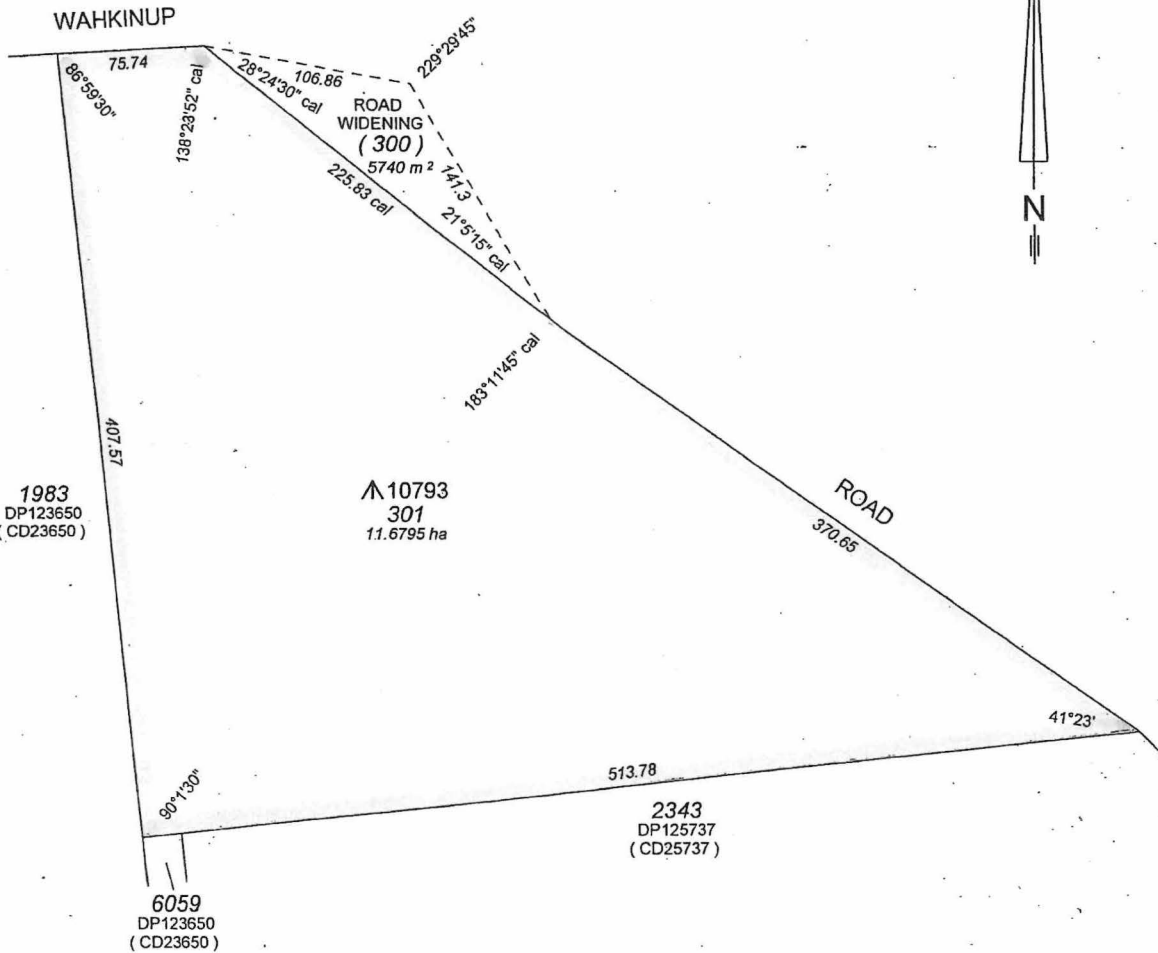 WAHKINUP
75.74
86°59'30"
138°23'52" cal
28°24'30" cal
106.86
229°29'45"
ROAD
WIDENING
( 300 )
5740 m²
225.83 cal
141.3
21°5'15" cal
183°11'45" cal
N
407.57
1983
DP123650
( CD23650 )
10793
301
11.6795 ha
ROAD
370.65
41°23'
90°1'30"
513.78
2343
DP125737
( CD25737 )
6059
DP123650
( CD23650 )